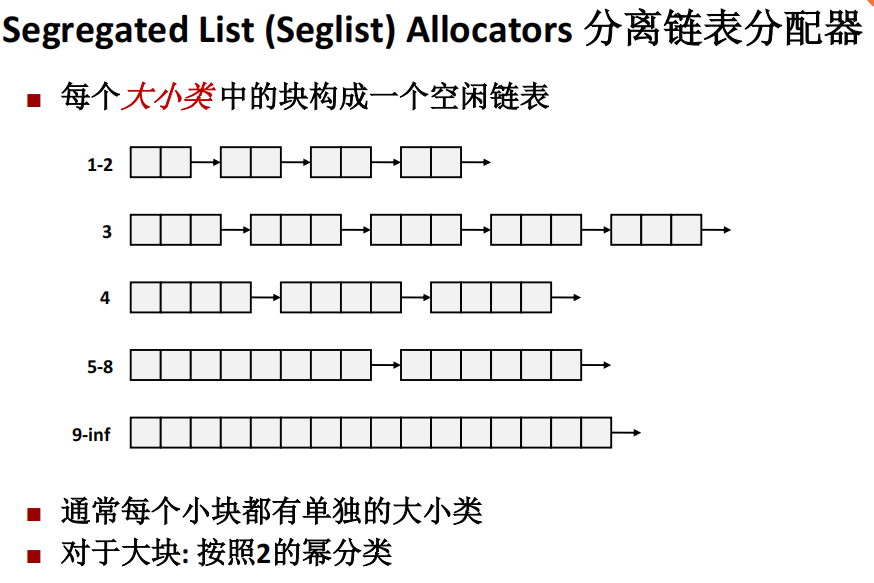 Segregated List (Seglist) Allocators 分离链表分配器
每个大小类中的块构成一个空闲链表
1-2
3
4
5-8
9-inf
通常每个小块都有单独的大小类
对于大块: 按照2的幂分类